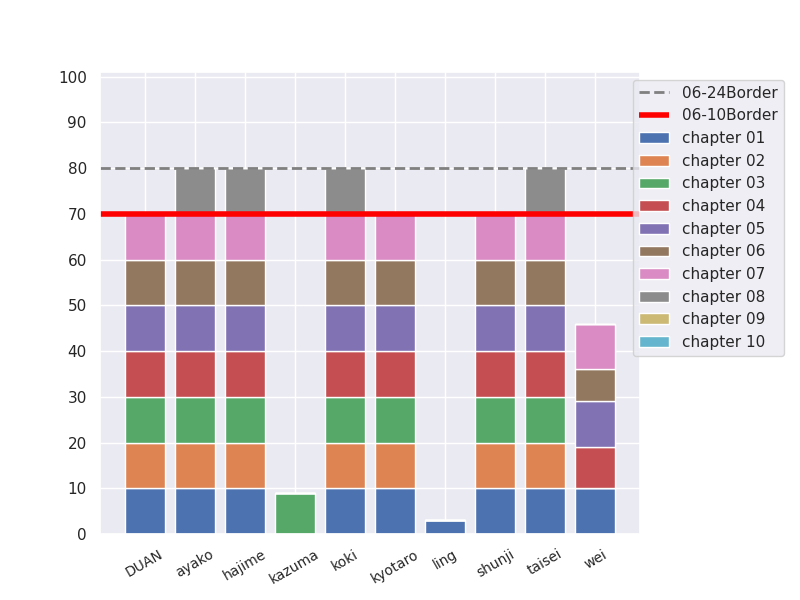 100
90
80
70
60
50
40
30
20
10
0
DUAN
ayako
hajime
kazuma
koki
kyotaro
ling
shunji
taisei
wei
06-24Border
06-10Border
chapter 01
chapter 02
chapter 03
chapter 04
chapter 05
chapter 06
chapter 07
chapter 08
chapter 09
chapter 10